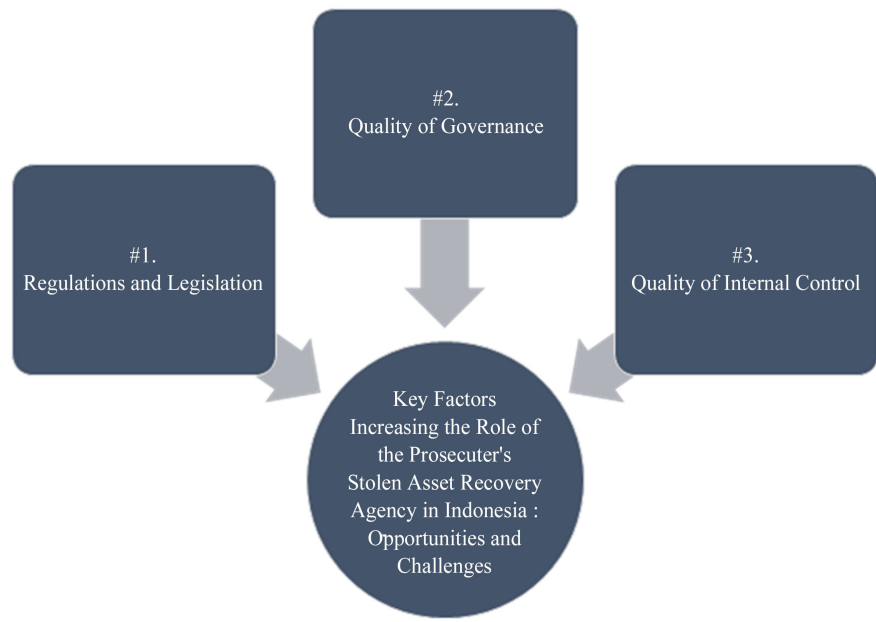 #1.
Regulations and Legislation
#2.
Quality of Governance
#3.
Quality of Internal Control
Key Factors
Increasing the Role of
the Prosecuter's
Stolen Asset Recovery
Agency in Indonesia :
Opportunities and
Challenges